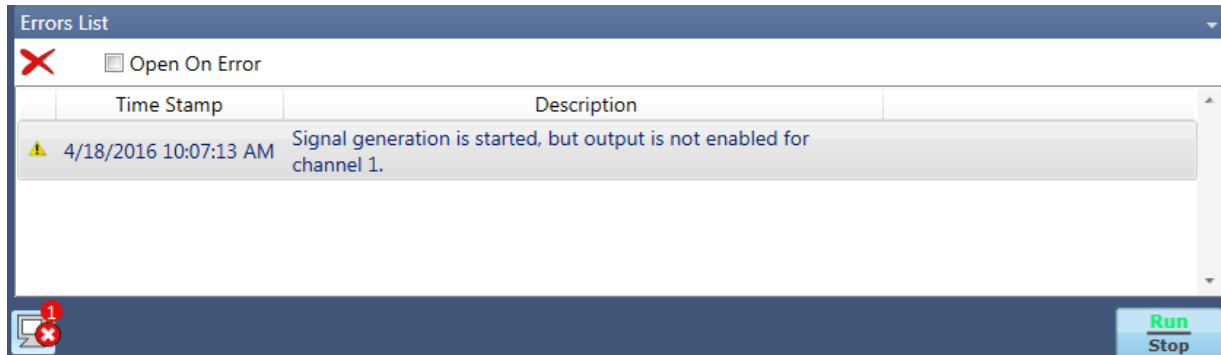 Errors List
Open On Error
Time Stamp Description
4/18/2016 10:07:13 AM Signal generation is started, but output is not enabled for
channel 1.
1
Run
Stop